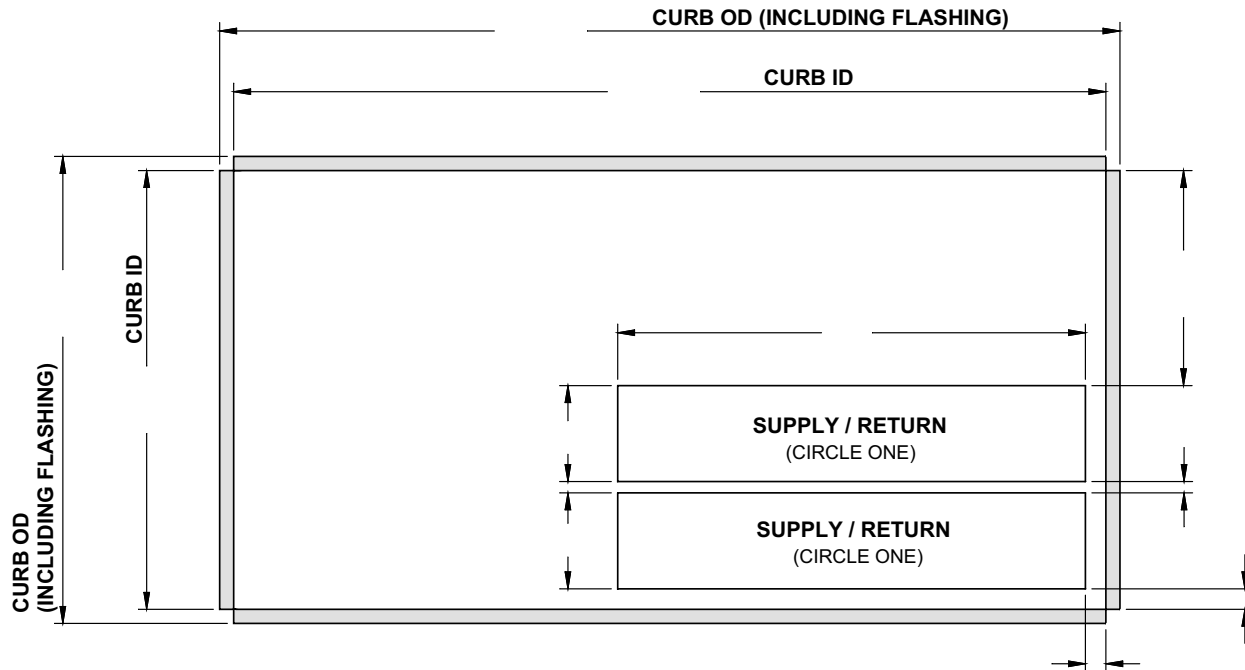 CURB OD (INCLUDING FLASHING)
CURB ID
CURB OD
(INCLUDING FLASHING)
CURB ID
SUPPLY / RETURN
(CIRCLE ONE)
SUPPLY / RETURN
(CIRCLE ONE)